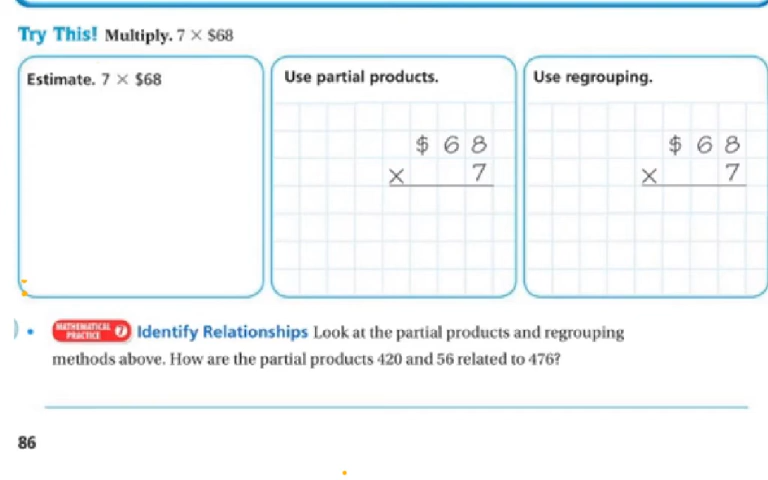 Try This! Multiply. 7 × $68
Estimate. 7 × $68
Use partial products.
$ 6 8
× 7
Use regrouping.
$ 6 8
× 7
MATHEMATICAL PRACTICE 7 Identify Relationships Look at the partial products and regrouping
methods above. How are the partial products 420 and 56 related to 476?
86